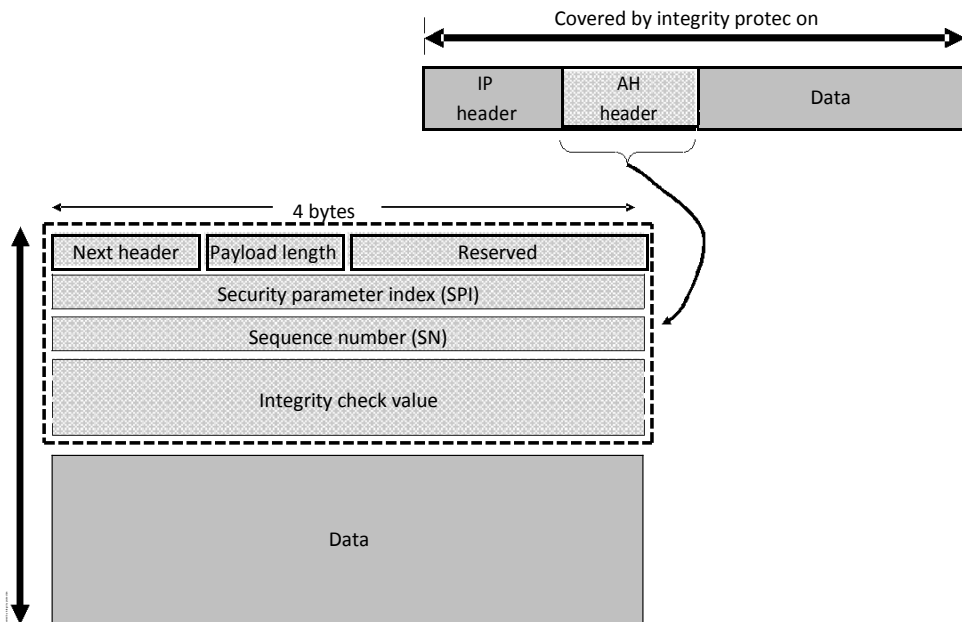 Covered by integrity protec on
IP
header
AH
header
Data
4 bytes
Next header
Payload length
Reserved
Security parameter index (SPI)
Sequence number (SN)
Integrity check value
Data